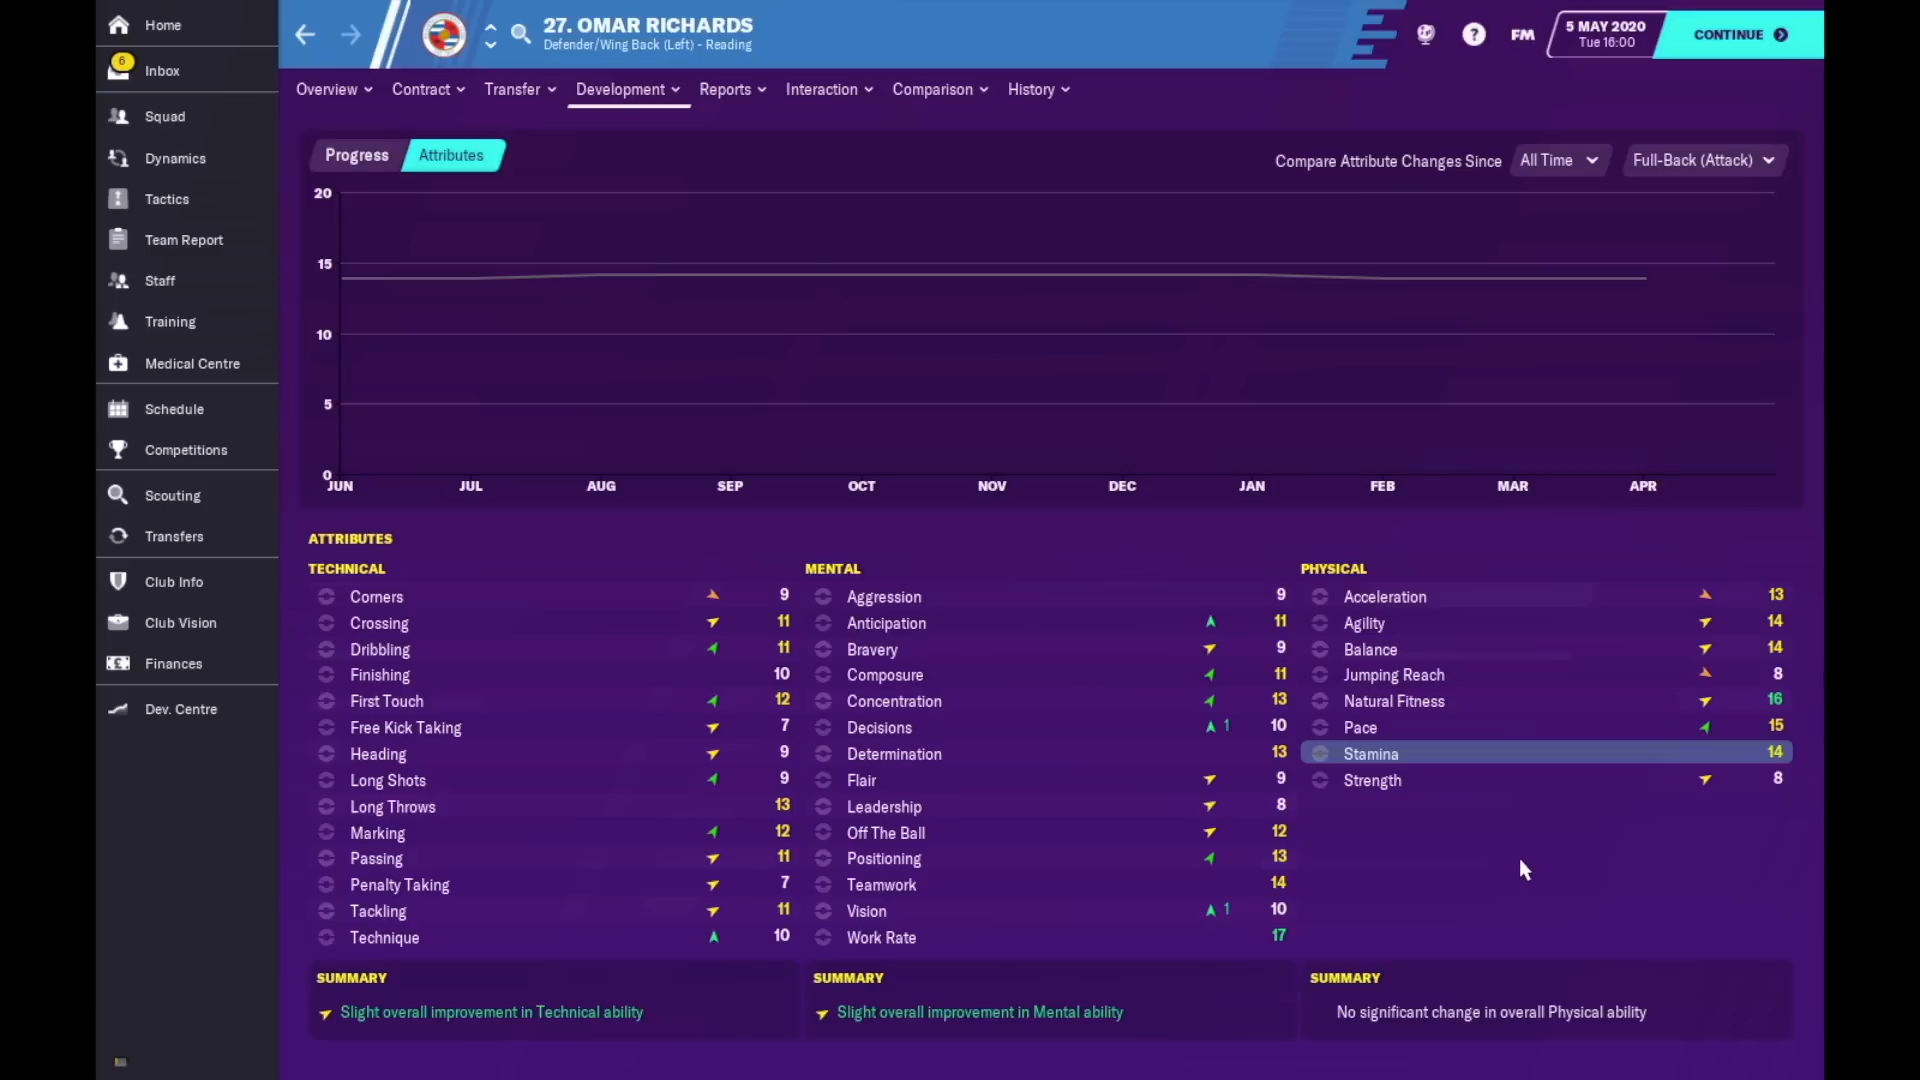 Home
6
Inbox
Squad
Dynamics
Tactics
Team Report
Staff
Training
Medical Centre
Schedule
Competitions
Scouting
Transfers
Club Info
Club Vision
Finances
Dev. Centre
27. OMAR RICHARDS
Defender/Wing Back (Left) - Reading
?
FM
5 MAY 2020
Tue 16:00
CONTINUE
Overview Contract Transfer Development Reports Interaction Comparison History
Progress Attributes
Compare Attribute Changes Since All Time Full-Back (Attack)
20
15
10
5
0
JUN JUL AUG SEP OCT NOV DEC JAN FEB MAR APR
ATTRIBUTES
TECHNICAL
Corners 9
Crossing 11
Dribbling 11
Finishing 10
First Touch 12
Free Kick Taking 7
Heading 9
Long Shots 9
Long Throws 13
Marking 12
Passing 11
Penalty Taking 7
Tackling 11
Technique 10
MENTAL
Aggression 9
Anticipation 11
Bravery 9
Composure 11
Concentration 13
Decisions 1 10
Determination 13
Flair 9
Leadership 8
Off The Ball 12
Positioning 13
Teamwork 14
Vision 1 10
Work Rate 17
PHYSICAL
Acceleration 13
Agility 14
Balance 14
Jumping Reach 8
Natural Fitness 16
Pace 15
Stamina 14
Strength 8
SUMMARY
Slight overall improvement in Technical ability
SUMMARY
Slight overall improvement in Mental ability
SUMMARY
No significant change in overall Physical ability